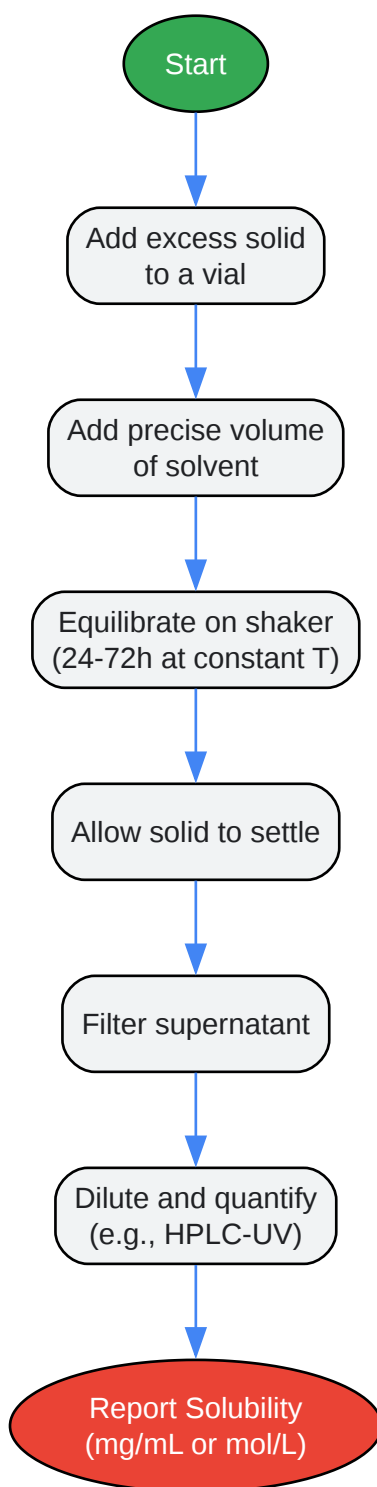 Start
Add excess solid
to a vial
Add precise volume
of solvent
Equilibrate on shaker
(24-72h at constant T)
Allow solid to settle
Filter supernatant
Dilute and quantify
(e.g., HPLC-UV)
Report Solubility
(mg/mL or mol/L)